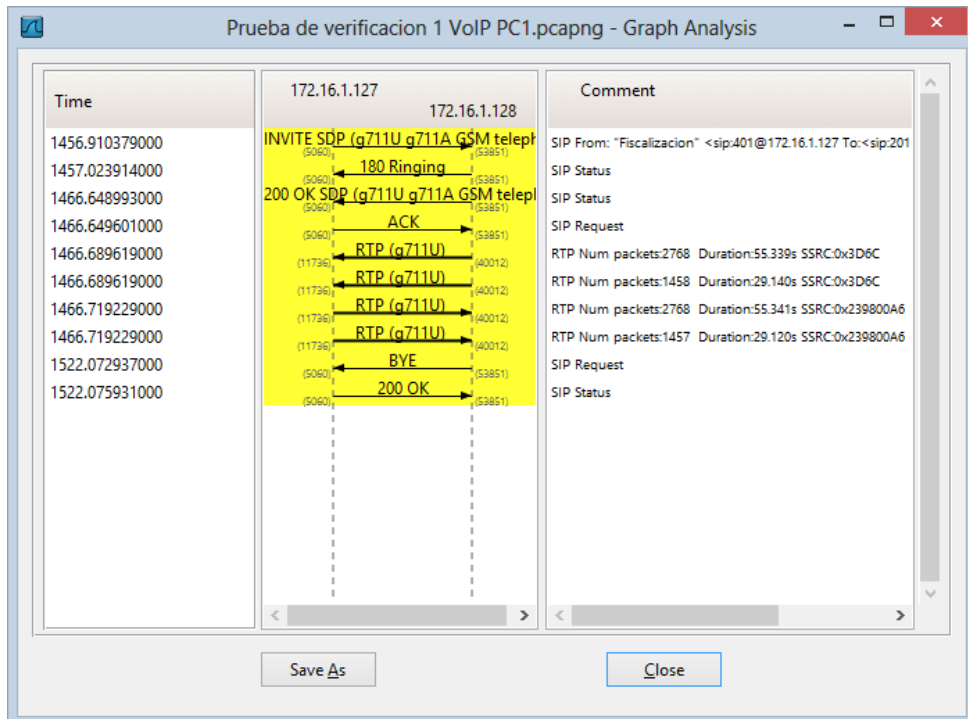 Prueba de verificacion 1 VoIP PC1.pcapng - Graph Analysis
Time
172.16.1.127
172.16.1.128
Comment
1456.910379000 INVITE SDP (g711U g711A GSM teleph SIP From: "Fiscalizacion" <sip:401@172.16.1.127 To:<sip:201
(5060) (53851)
1457.023914000 180 Ringing SIP Status
(5060) (53851)
1466.648993000 200 OK SDP (g711U g711A GSM telepl SIP Status
(5060) (53851)
1466.649601000 ACK SIP Request
(5060) (53851)
1466.689619000 RTP (g711U) RTP Num packets:2768 Duration:55.339s SSRC:0x3D6C
(11736) (40012)
1466.689619000 RTP (g711U) RTP Num packets:1458 Duration:29.140s SSRC:0x3D6C
(11736) (40012)
1466.719229000 RTP (g711U) RTP Num packets:2768 Duration:55.341s SSRC:0x239800A6
(11736) (40012)
1466.719229000 RTP (g711U) RTP Num packets:1457 Duration:29.120s SSRC:0x239800A6
(11736) (40012)
1522.072937000 BYE SIP Request
(5060) (53851)
1522.075931000 200 OK SIP Status
(5060) (53851)
Save As
Close